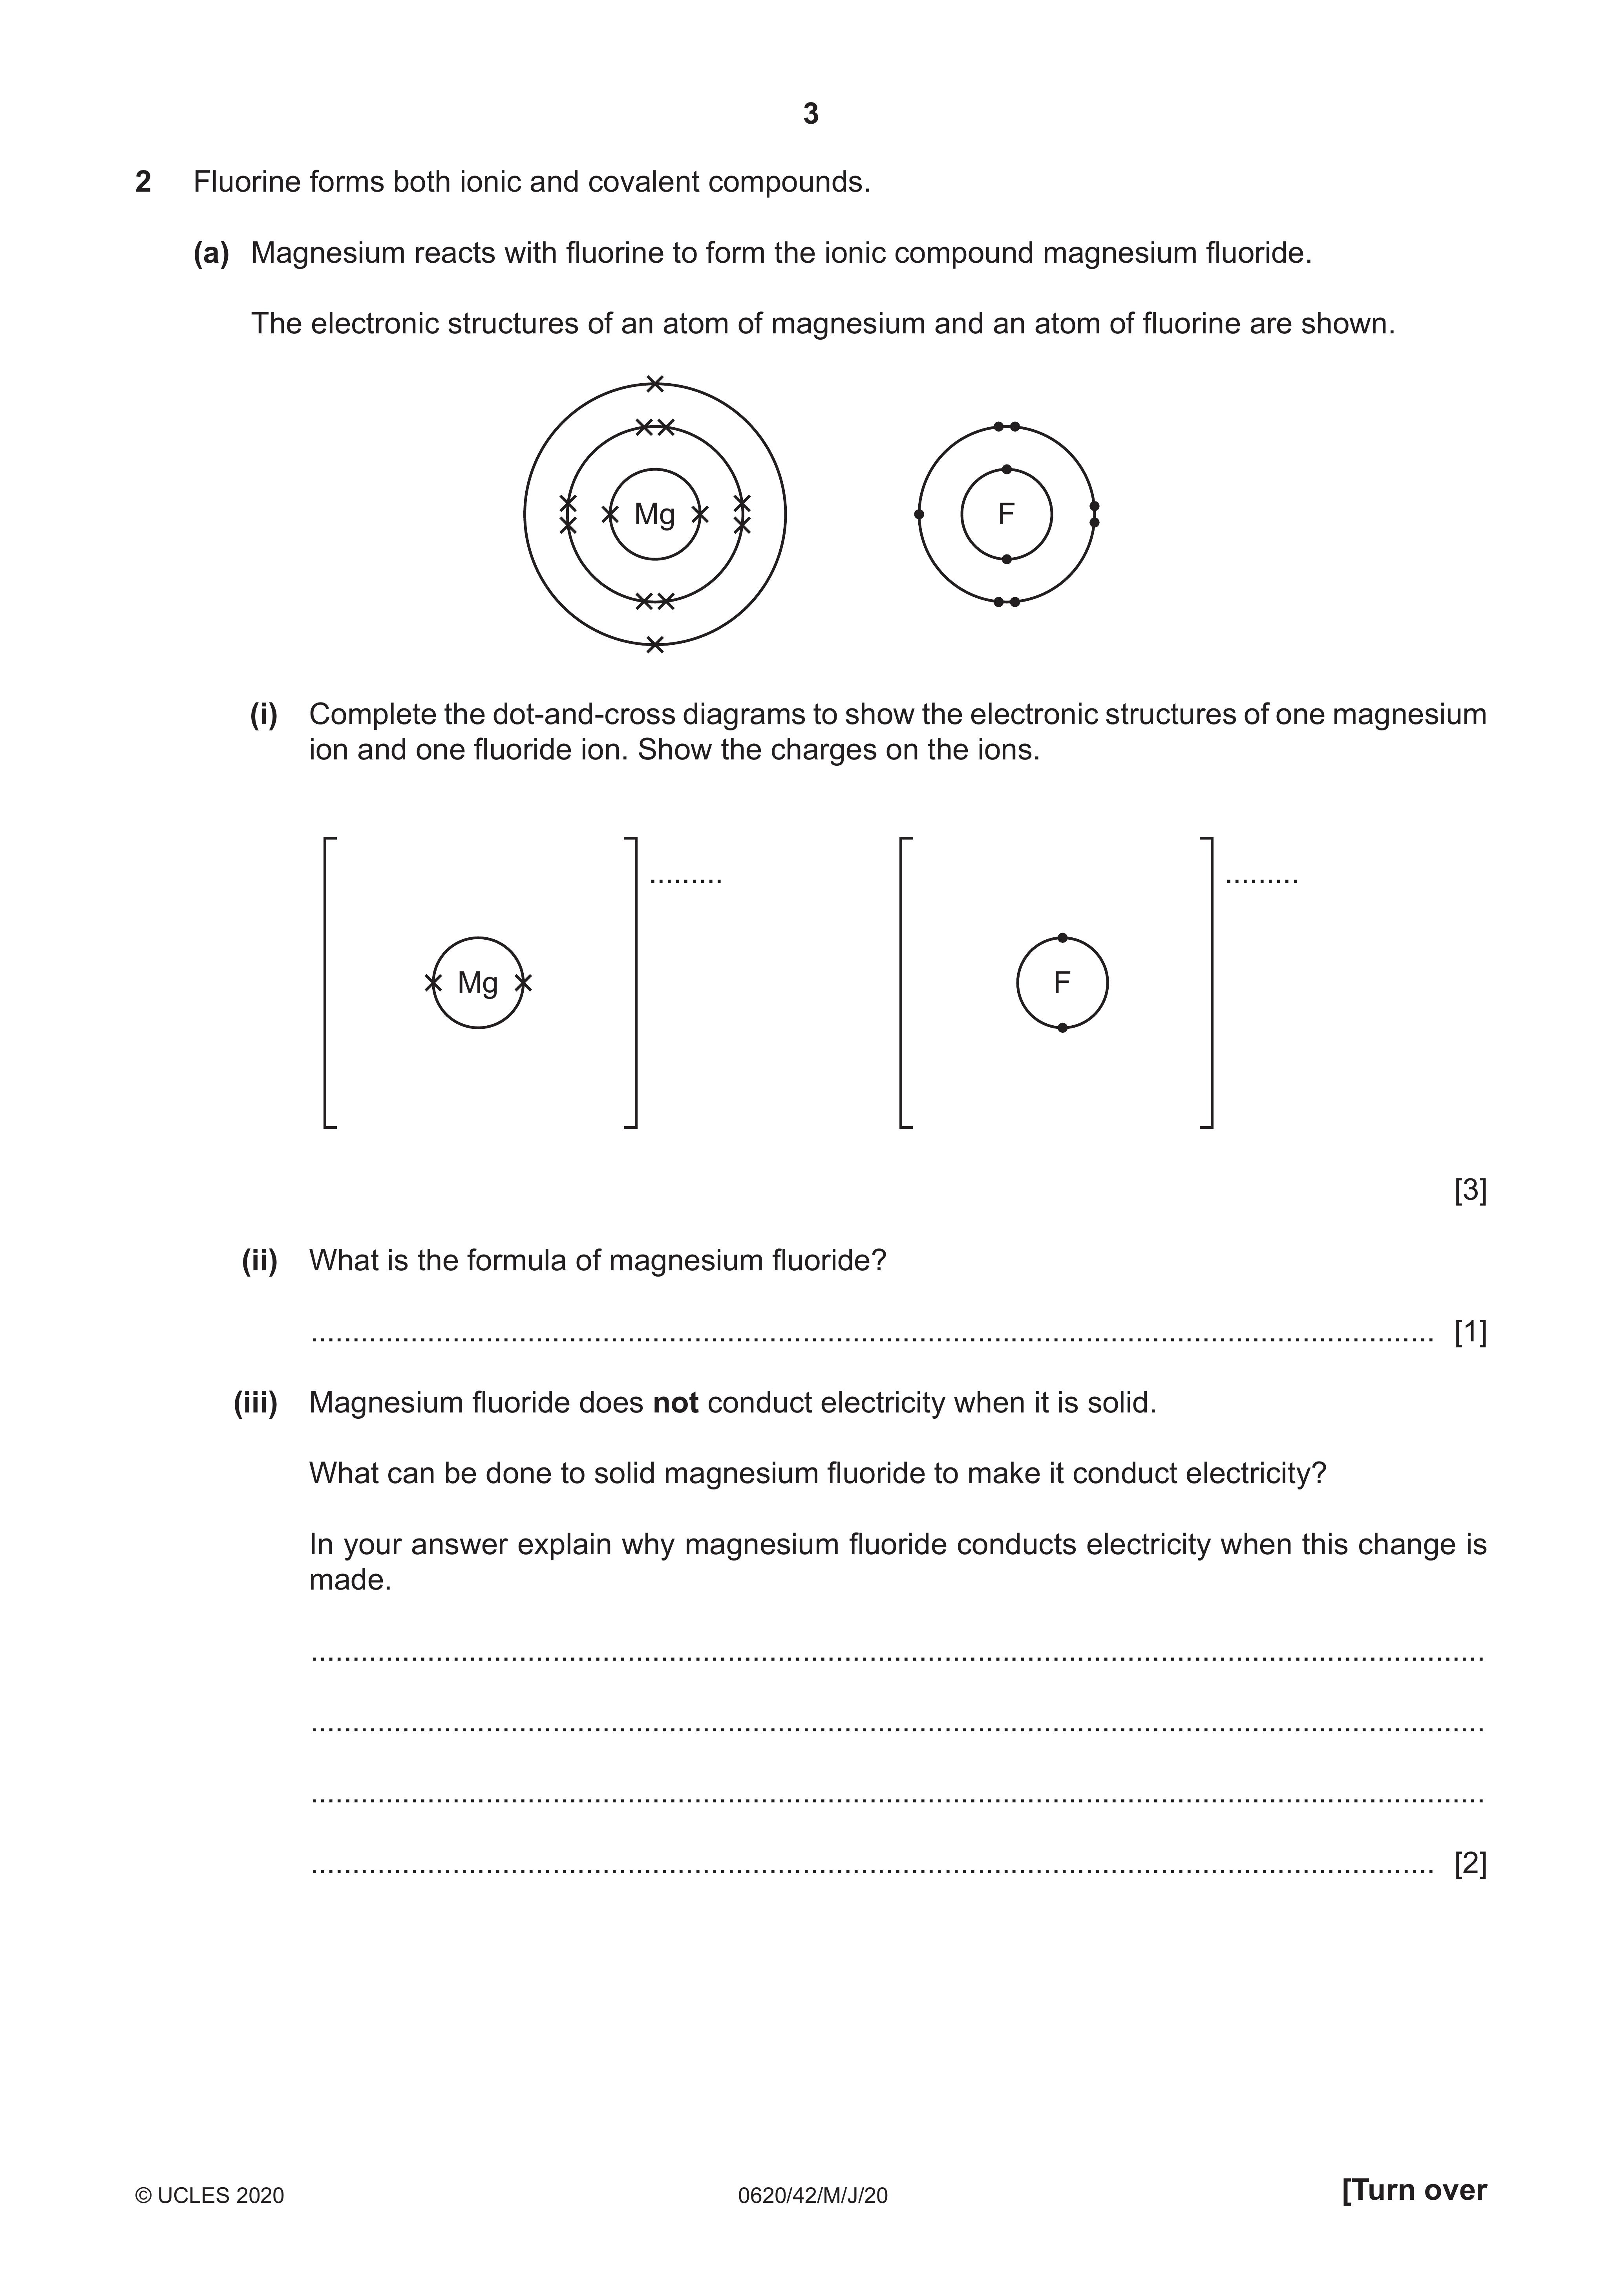 3
2 Fluorine forms both ionic and covalent compounds.
(a) Magnesium reacts with fluorine to form the ionic compound magnesium fluoride.
The electronic structures of an atom of magnesium and an atom of fluorine are shown.
Mg F
(i) Complete the dot-and-cross diagrams to show the electronic structures of one magnesium
ion and one fluoride ion. Show the charges on the ions.
.........
.........
Mg F
[3]
(ii) What is the formula of magnesium fluoride?
...................................................................................................................................... [1]
(iii) Magnesium fluoride does not conduct electricity when it is solid.
What can be done to solid magnesium fluoride to make it conduct electricity?
In your answer explain why magnesium fluoride conducts electricity when this change is
made.
............................................................................................................................................
............................................................................................................................................
............................................................................................................................................
...................................................................................................................................... [2]
© UCLES 2020 0620/42/M/J/20 [Turn over